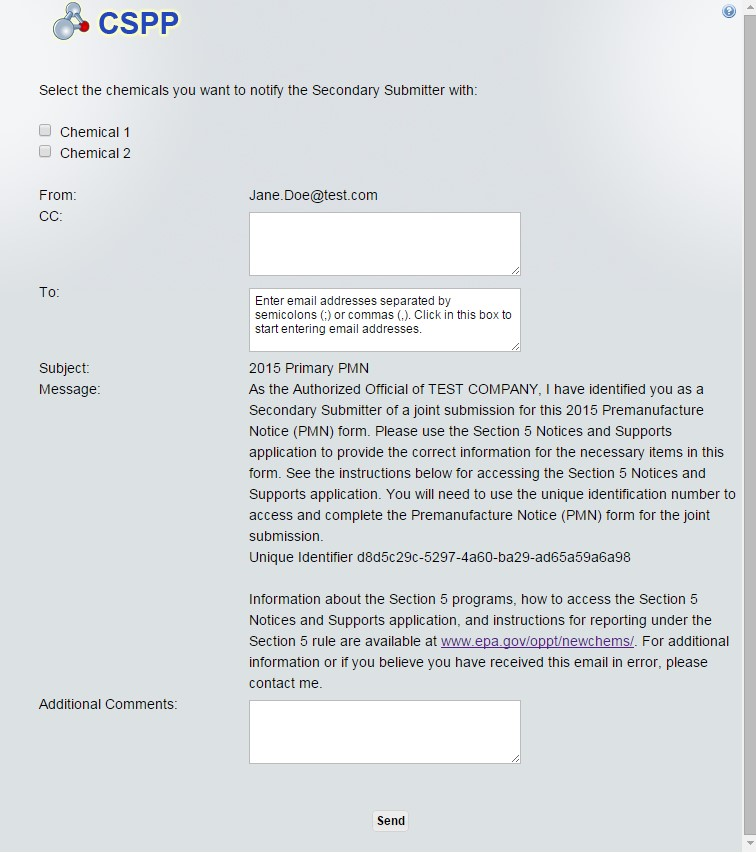 CSPP
?
Select the chemicals you want to notify the Secondary Submitter with:
Chemical 1
Chemical 2
From: Jane.Doe@test.com
CC:
To:
Enter email addresses separated by
semicolons (;) or commas (,). Click in this box to
start entering email addresses.
Subject: 2015 Primary PMN
Message: As the Authorized Official of TEST COMPANY, I have identified you as a
Secondary Submitter of a joint submission for this 2015 Premanufacture
Notice (PMN) form. Please use the Section 5 Notices and Supports
application to provide the correct information for the necessary items in this
form. See the instructions below for accessing the Section 5 Notices and
Supports application. You will need to use the unique identification number to
access and complete the Premanufacture Notice (PMN) form for the joint
submission.
Unique Identifier d8d5c29c-5297-4a60-ba29-ad65a59a6a98
Information about the Section 5 programs, how to access the Section 5
Notices and Supports application, and instructions for reporting under the
Section 5 rule are available at www.epa.gov/oppt/newchems/. For additional
information or if you believe you have received this email in error, please
contact me.
Additional Comments:
Send